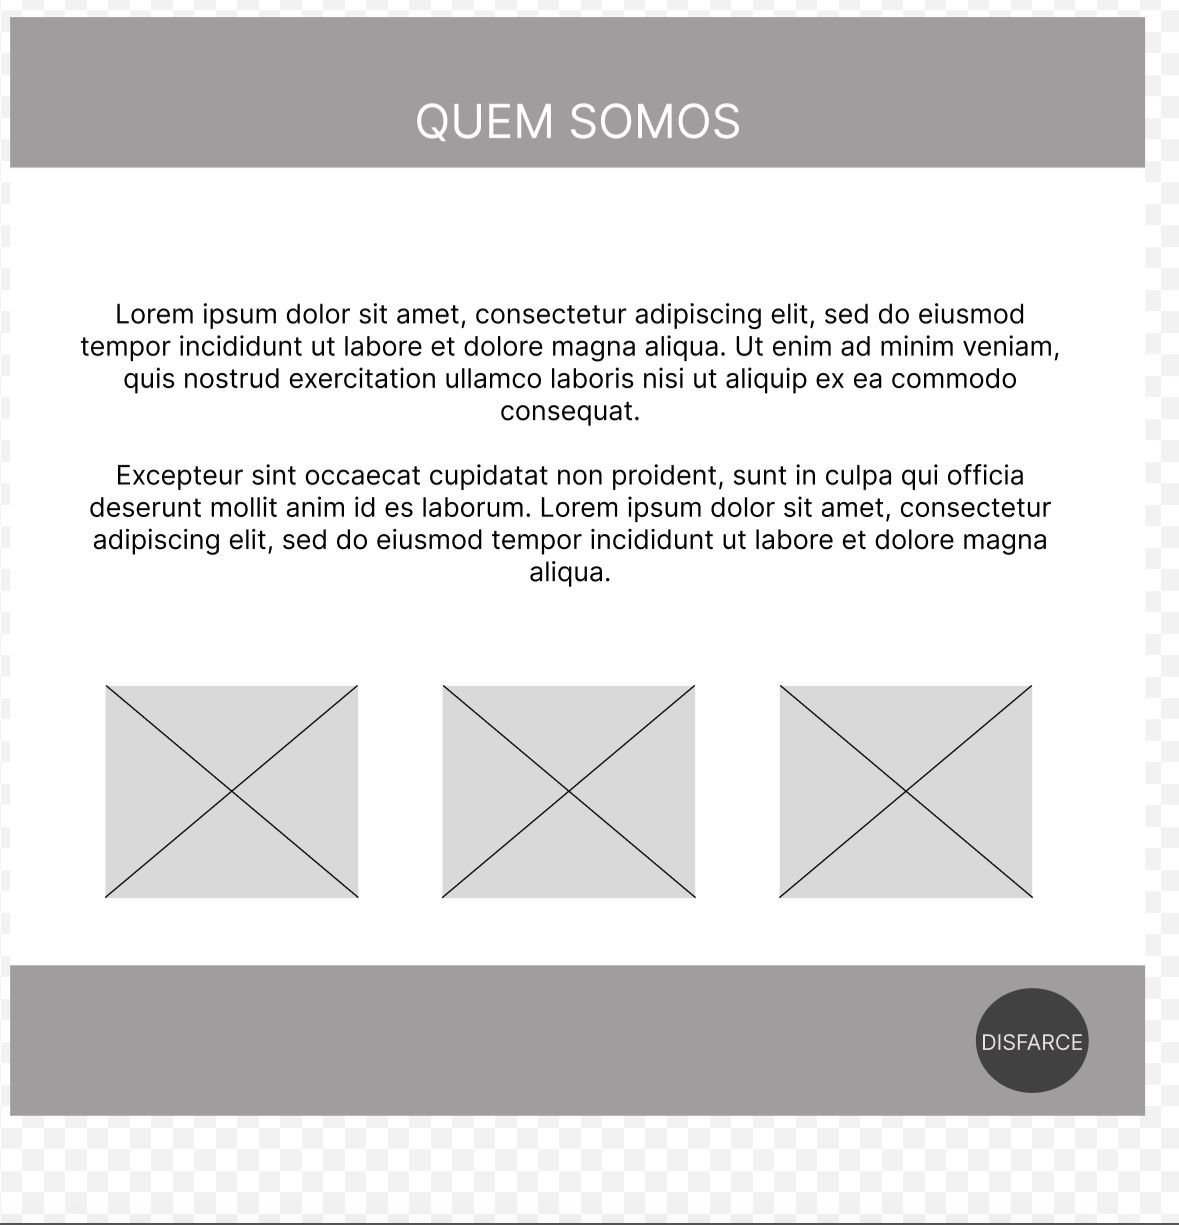 QUEM SOMOS
Lorem ipsum dolor sit amet, consectetur adipiscing elit, sed do eiusmod
tempor incididunt ut labore et dolore magna aliqua. Ut enim ad minim veniam,
quis nostrud exercitation ullamco laboris nisi ut aliquip ex ea commodo
consequat.
Excepteur sint occaecat cupidatat non proident, sunt in culpa qui officia
deserunt mollit anim id es laborum. Lorem ipsum dolor sit amet, consectetur
adipiscing elit, sed do eiusmod tempor incididunt ut labore et dolore magna
aliqua.
DISFARCE